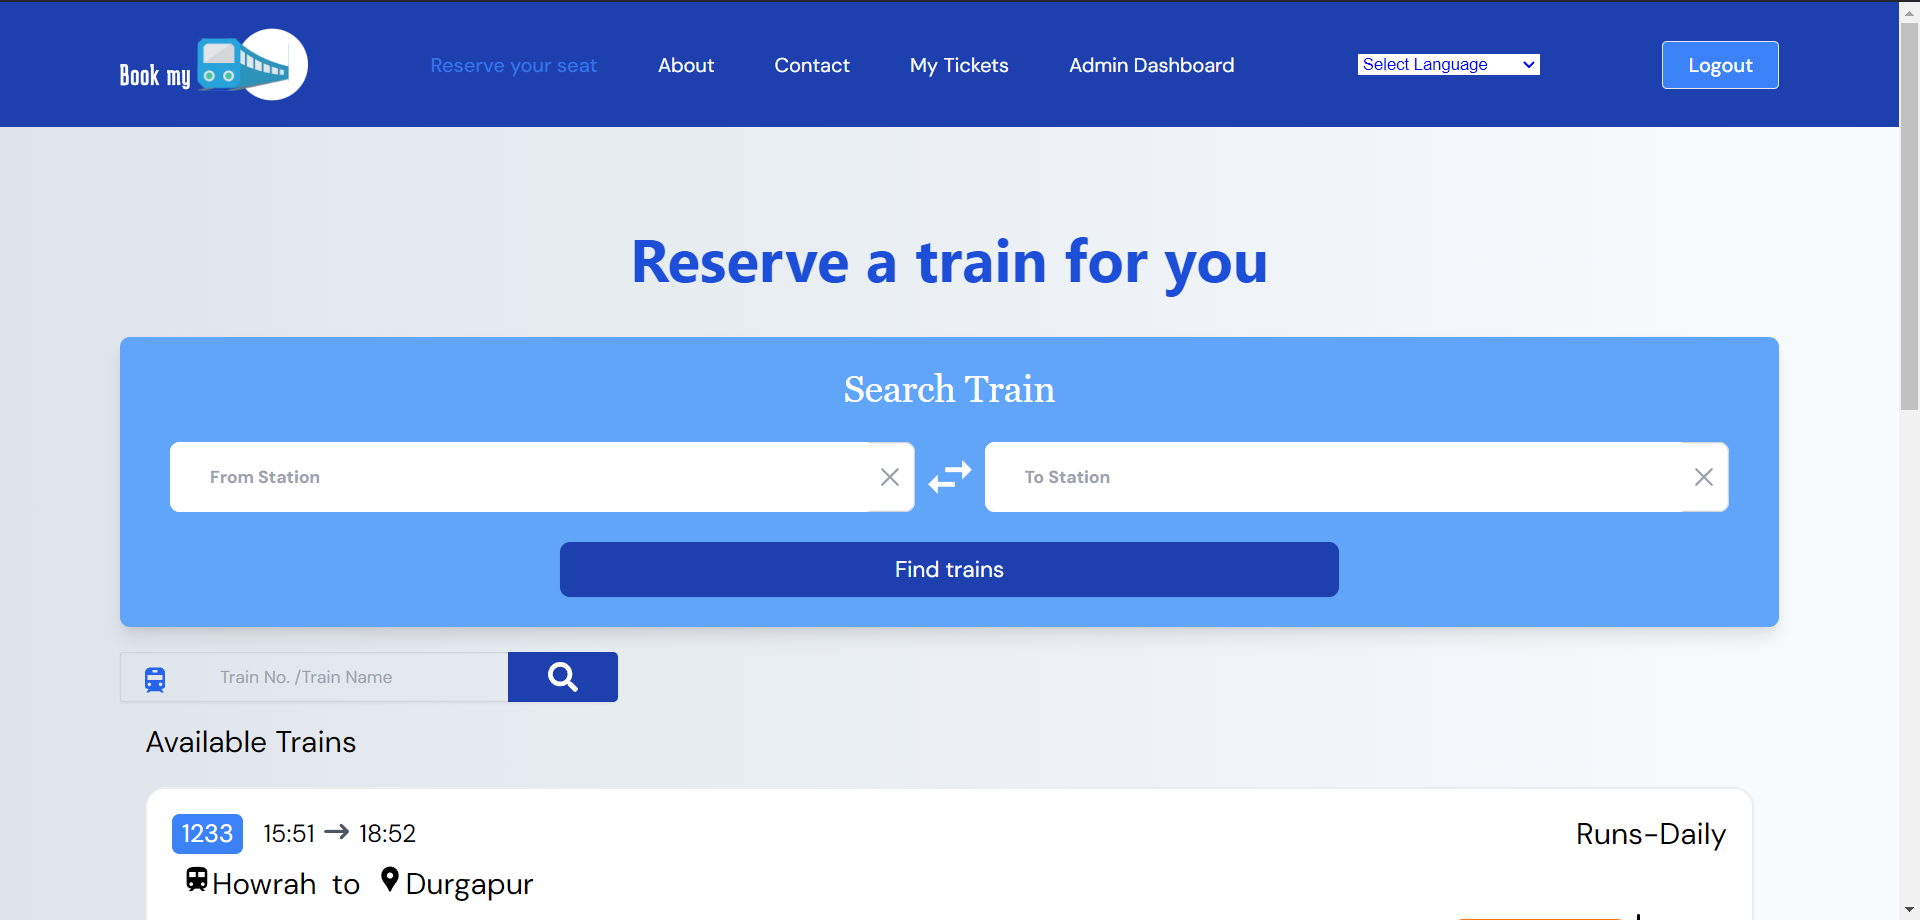 Book my
Reserve your seat
About
Contact
My Tickets
Admin Dashboard
Select Language
Logout
Reserve a train for you
Search Train
From Station
To Station
Find trains
Train No. /Train Name
Available Trains
1233 15:51 → 18:52
Runs-Daily
Howrah to Durgapur